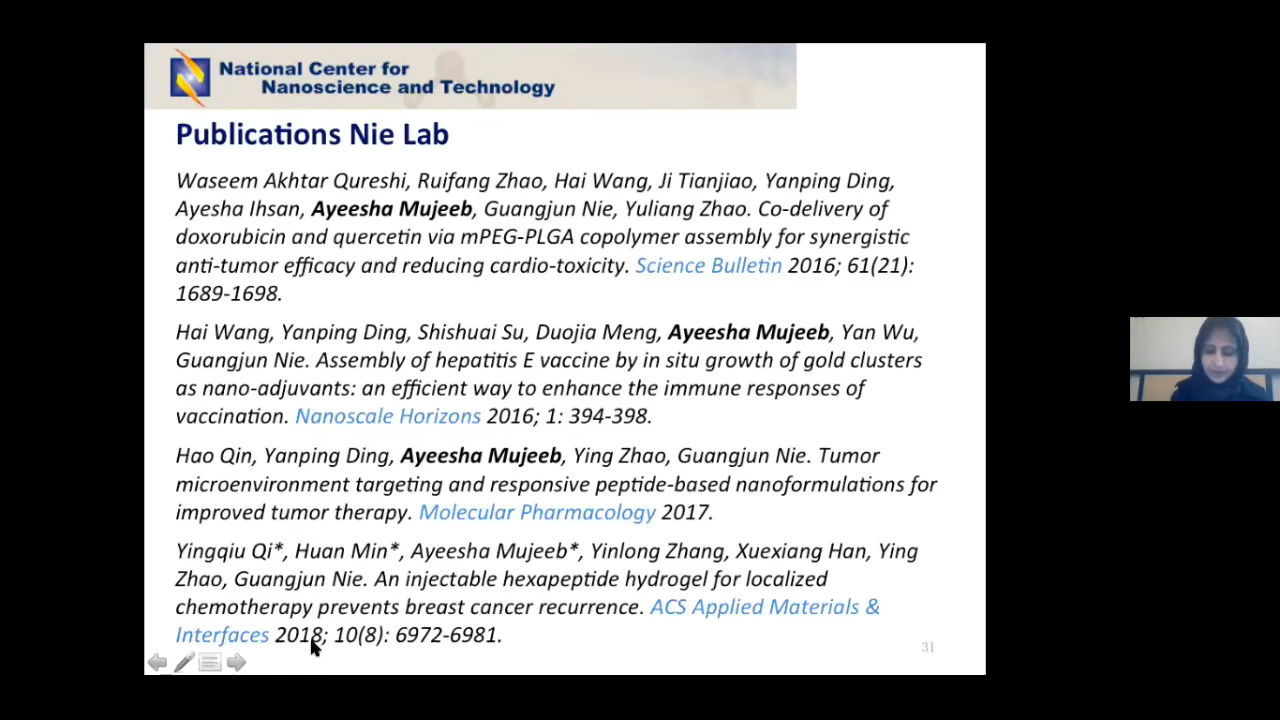 National Center for
Nanoscience and Technology
Publications Nie Lab
Waseem Akhtar Qureshi, Ruifang Zhao, Hai Wang, Ji Tianjiao, Yanping Ding,
Ayesha Ihsan, Ayeesha Mujeeb, Guangjun Nie, Yuliang Zhao. Co-delivery of
doxorubicin and quercetin via mPEG-PLGA copolymer assembly for synergistic
anti-tumor efficacy and reducing cardio-toxicity. Science Bulletin 2016; 61(21):
1689-1698.
Hai Wang, Yanping Ding, Shishuai Su, Duojia Meng, Ayeesha Mujeeb, Yan Wu,
Guangjun Nie. Assembly of hepatitis E vaccine by in situ growth of gold clusters
as nano-adjuvants: an efficient way to enhance the immune responses of
vaccination. Nanoscale Horizons 2016; 1: 394-398.
Hao Qin, Yanping Ding, Ayeesha Mujeeb, Ying Zhao, Guangjun Nie. Tumor
microenvironment targeting and responsive peptide-based nanoformulations for
improved tumor therapy. Molecular Pharmacology 2017.
Yingqiu Qi*, Huan Min*, Ayeesha Mujeeb*, Yinlong Zhang, Xuexiang Han, Ying
Zhao, Guangjun Nie. An injectable hexapeptide hydrogel for localized
chemotherapy prevents breast cancer recurrence. ACS Applied Materials &
Interfaces 2018; 10(8): 6972-6981.
31